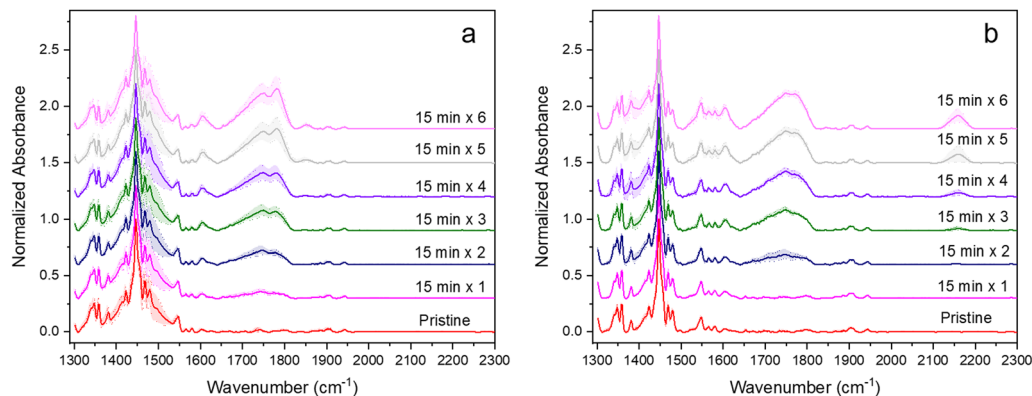 a
2.5
2.0
1.5
1.0
0.5
0.0
Normalized Absorbance
15 min x 6
15 min x 5
15 min x 4
15 min x 3
15 min x 2
15 min x 1
Pristine
1300 1400 1500 1600 1700 1800 1900 2000 2100 2200 2300
Wavenumber (cm⁻¹)
b
2.5
2.0
1.5
1.0
0.5
0.0
Normalized Absorbance
15 min x 6
15 min x 5
15 min x 4
15 min x 3
15 min x 2
15 min x 1
Pristine
1300 1400 1500 1600 1700 1800 1900 2000 2100 2200 2300
Wavenumber (cm⁻¹)